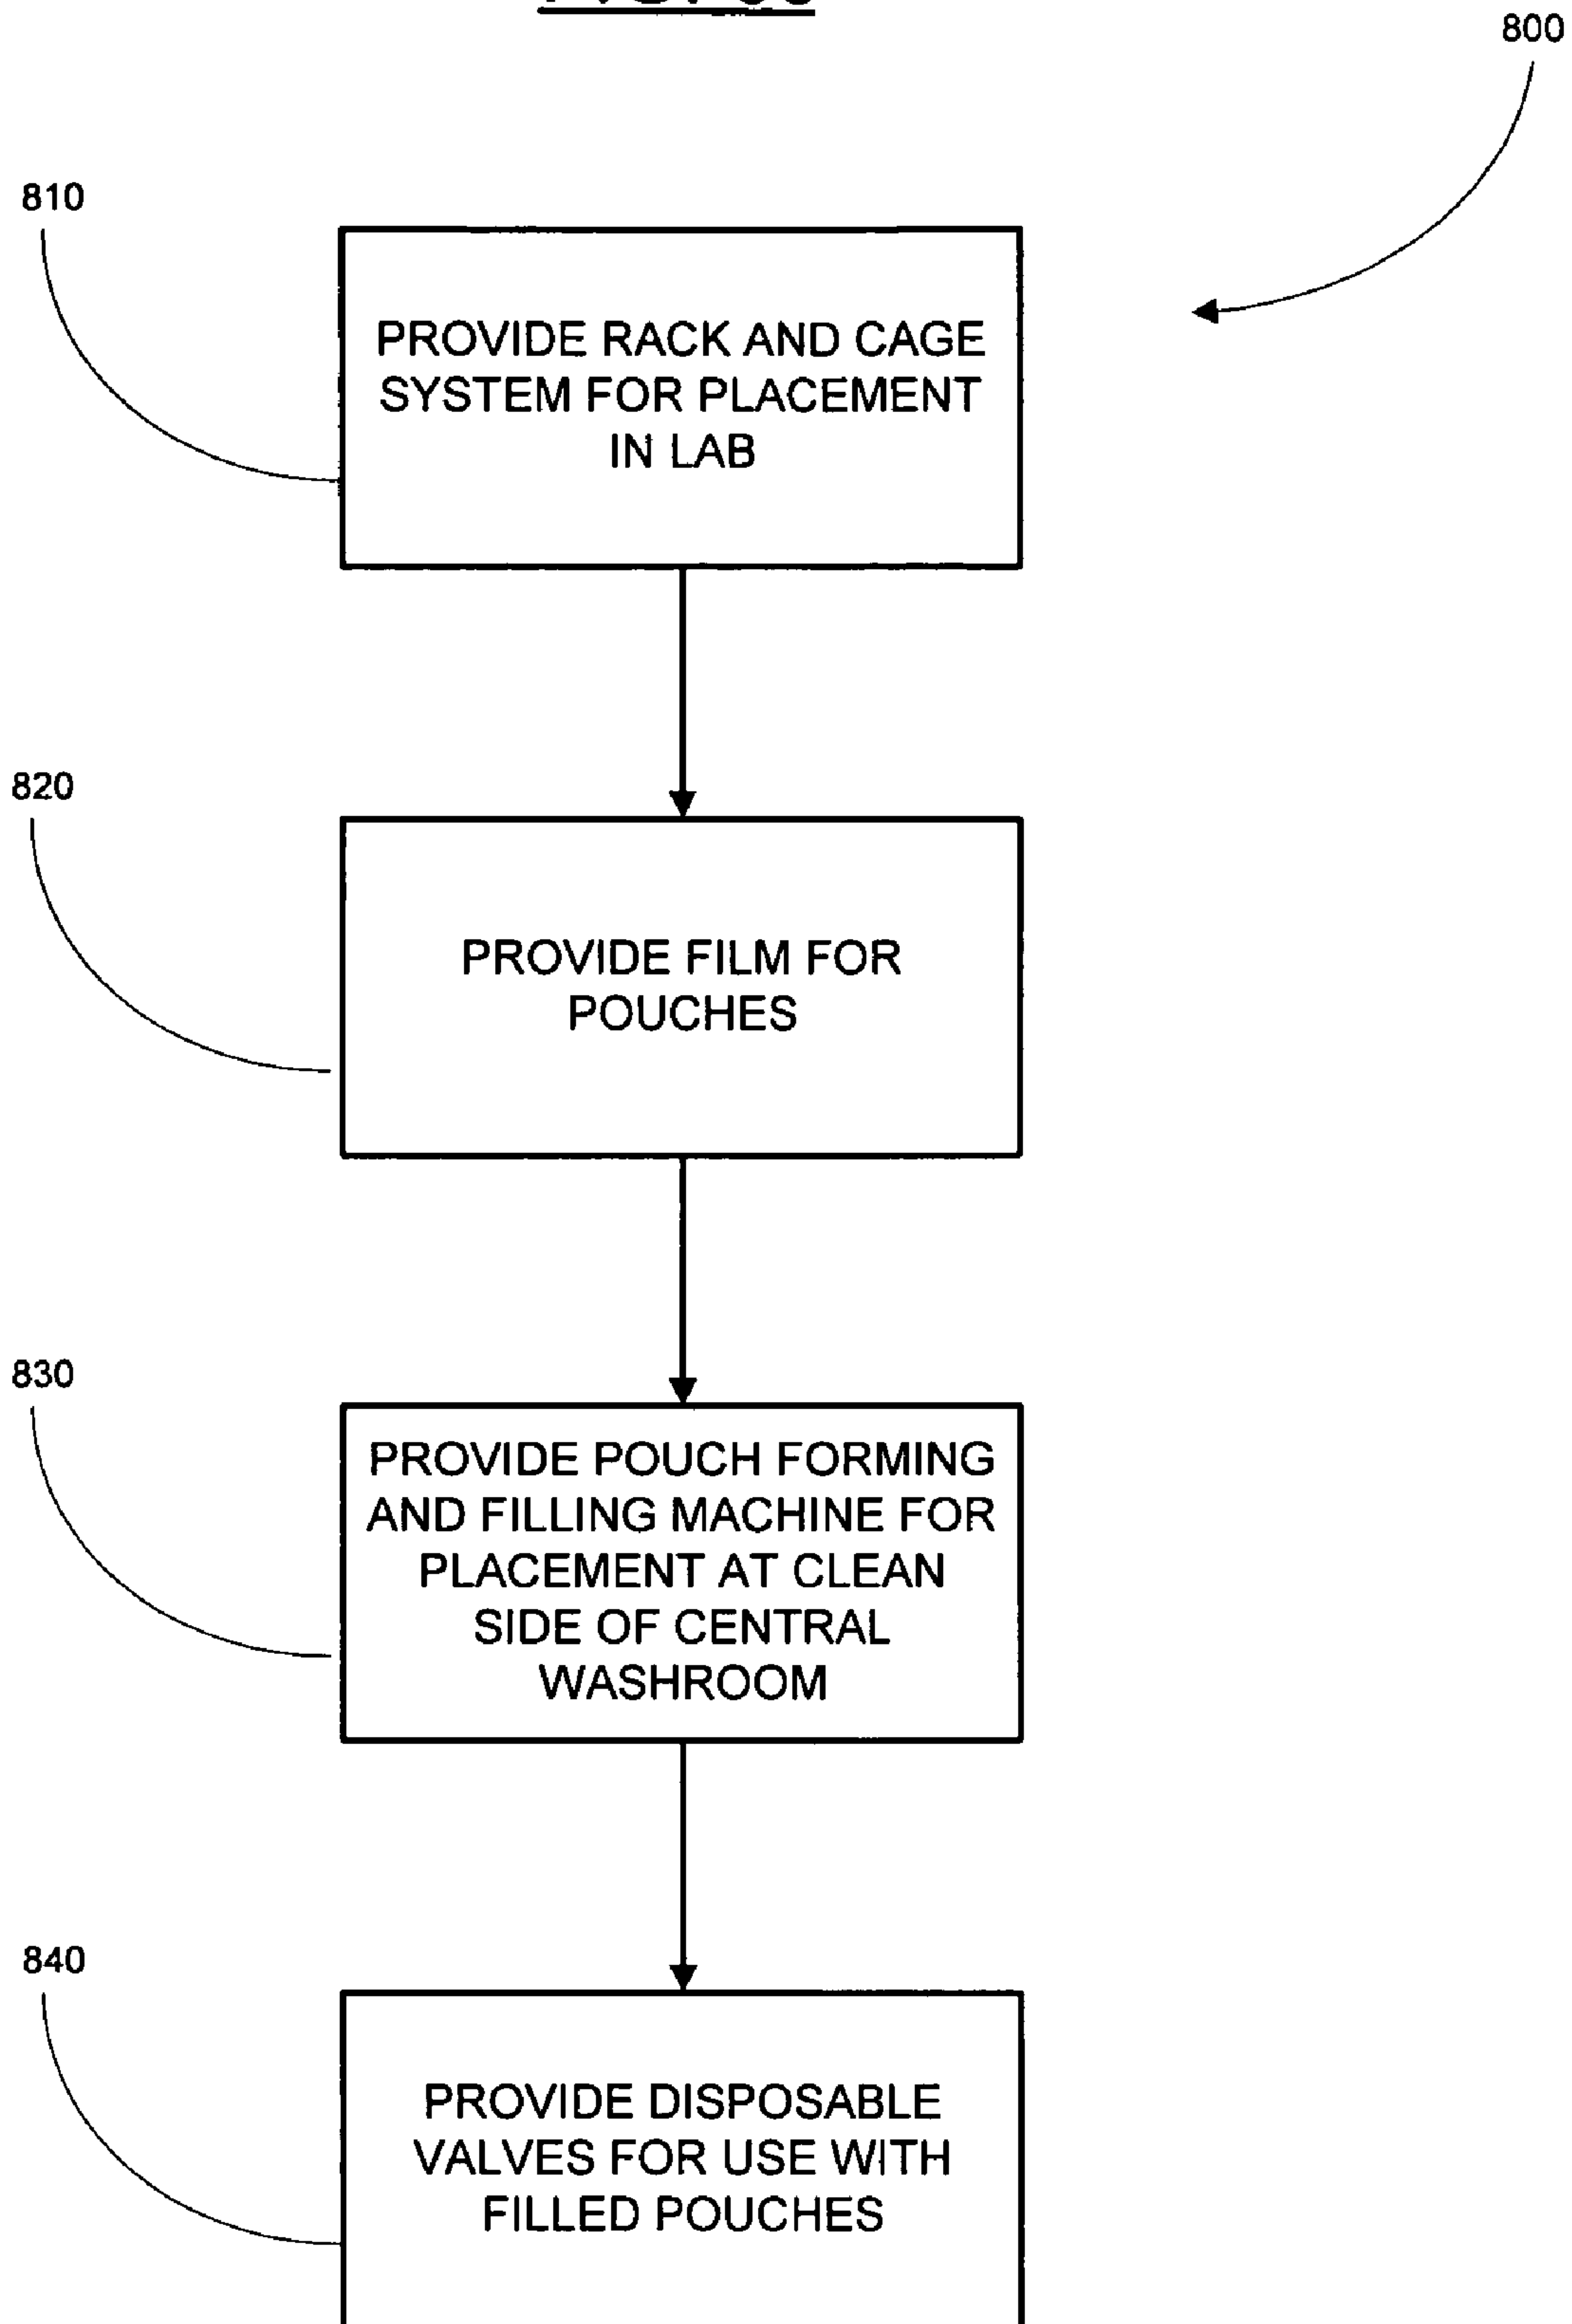 800
810
PROVIDE RACK AND CAGE
SYSTEM FOR PLACEMENT
IN LAB
820
PROVIDE FILM FOR
POUCHES
830
PROVIDE POUCH FORMING
AND FILLING MACHINE FOR
PLACEMENT AT CLEAN
SIDE OF CENTRAL
WASHROOM
840
PROVIDE DISPOSABLE
VALVES FOR USE WITH
FILLED POUCHES